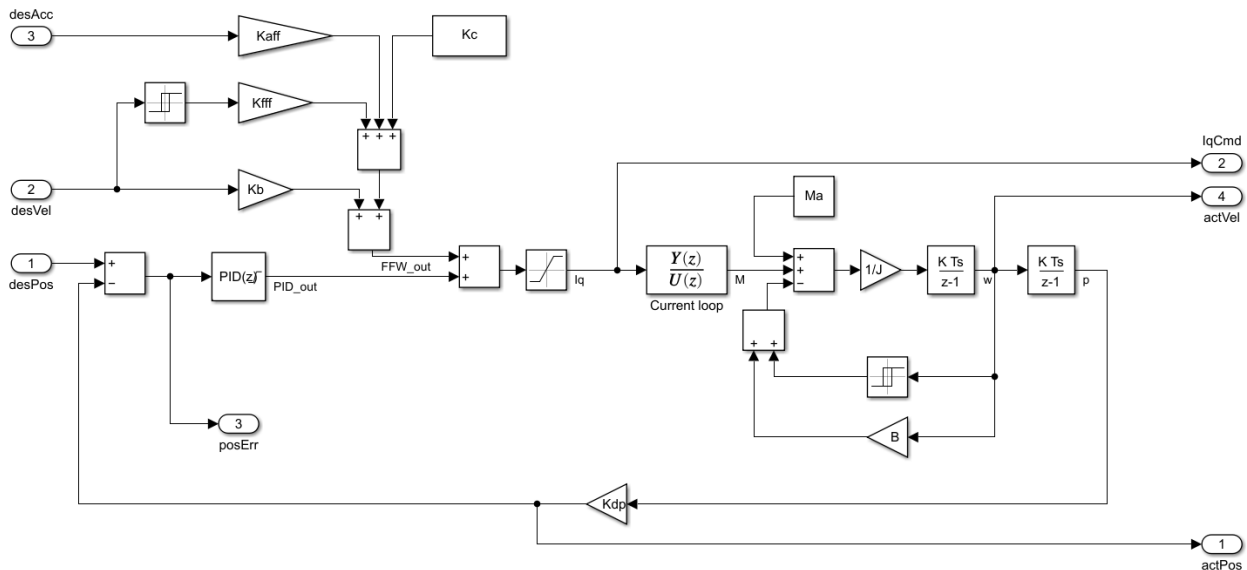 desAcc
3
Kaff
Kc
Kfff
+ + +
IqCmd
2
2
desVel
Kb
+ +
Ma
4
actVel
1
desPos
+
−
PID(z)
PID_out
FFW_out
+
+
Iq
Y(z)
U(z)
Current loop
M
+
+
−
1/J
K Ts
z-1
w
K Ts
z-1
p
+ +
B
3
posErr
Kdp
1
actPos